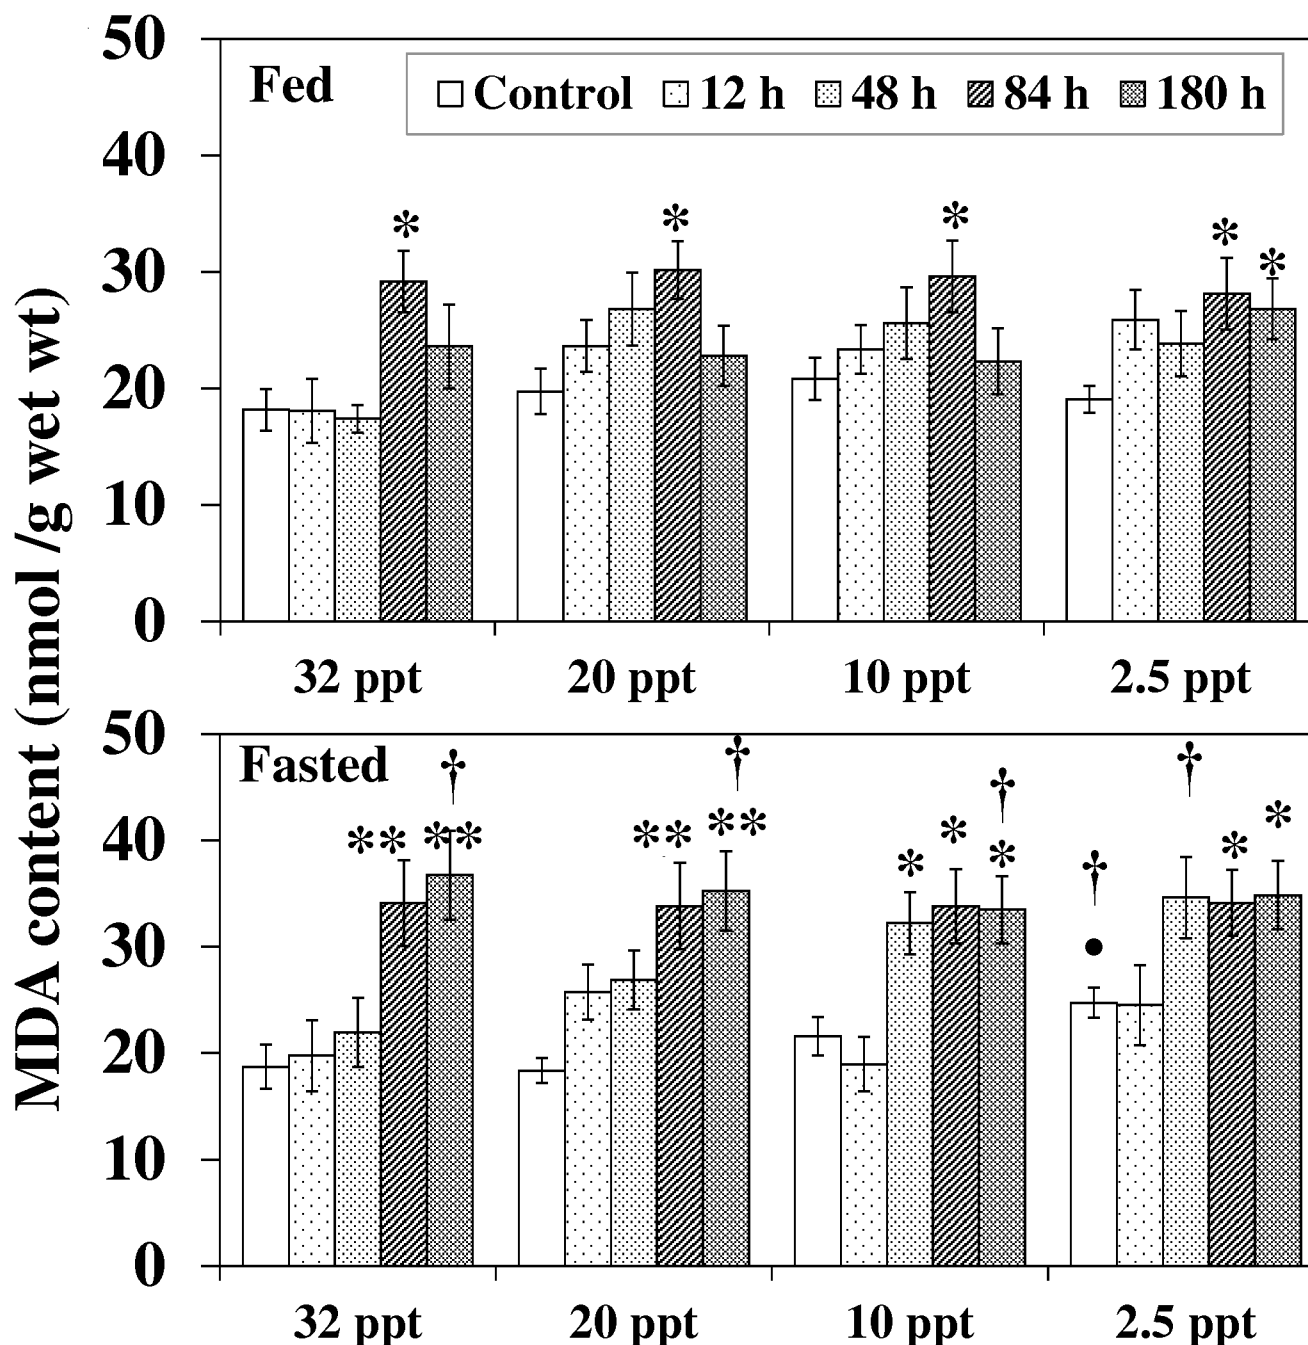 MDA content (nmol /g wet wt)
50
40
30
20
10
0
Fed
Control 12 h 48 h 84 h 180 h
* * * * *
32 ppt 20 ppt 10 ppt 2.5 ppt
50
40
30
20
10
0
Fasted
† † † † †
** ** ** ** * * * * *
●
32 ppt 20 ppt 10 ppt 2.5 ppt